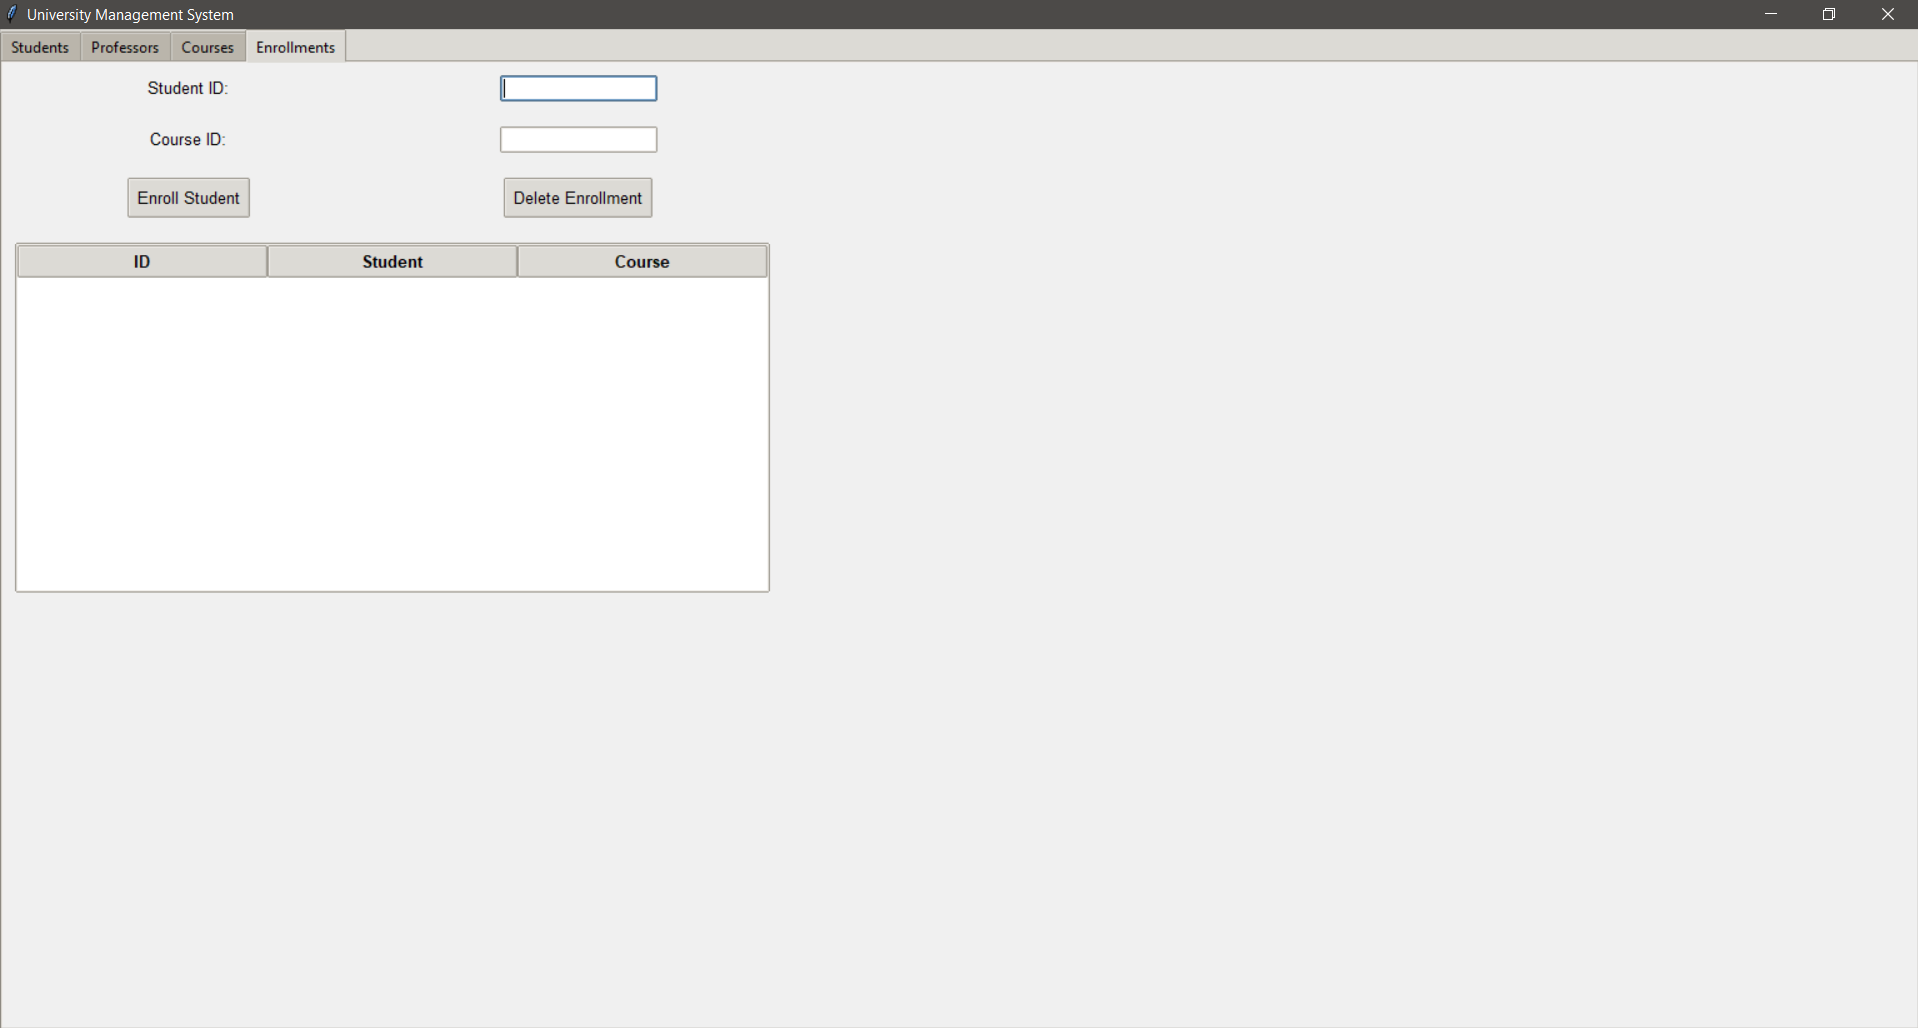 University Management System
Students Professors Courses Enrollments
Student ID:
Course ID:
Enroll Student Delete Enrollment
ID Student Course